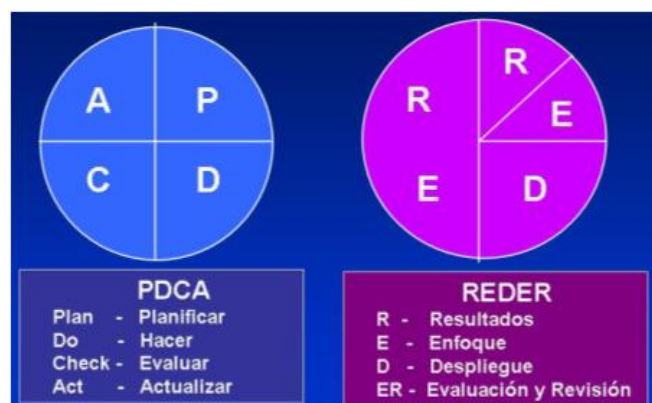 A P
C D
R R
E
E D
PDCA
Plan - Planificar
Do - Hacer
Check - Evaluar
Act - Actualizar
REDER
R - Resultados
E - Enfoque
D - Despliegue
ER - Evaluación y Revisión